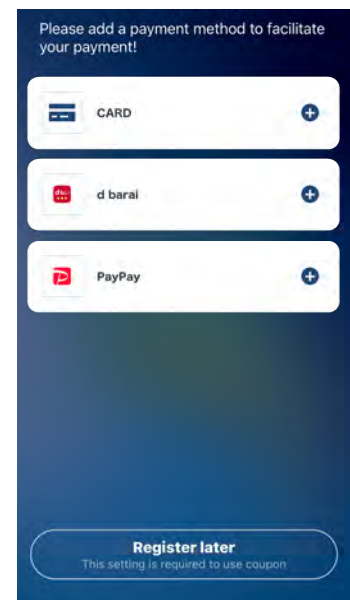 Please add a payment method to facilitate
your payment!
CARD
d barai
PayPay
Register later
This setting is required to use coupon